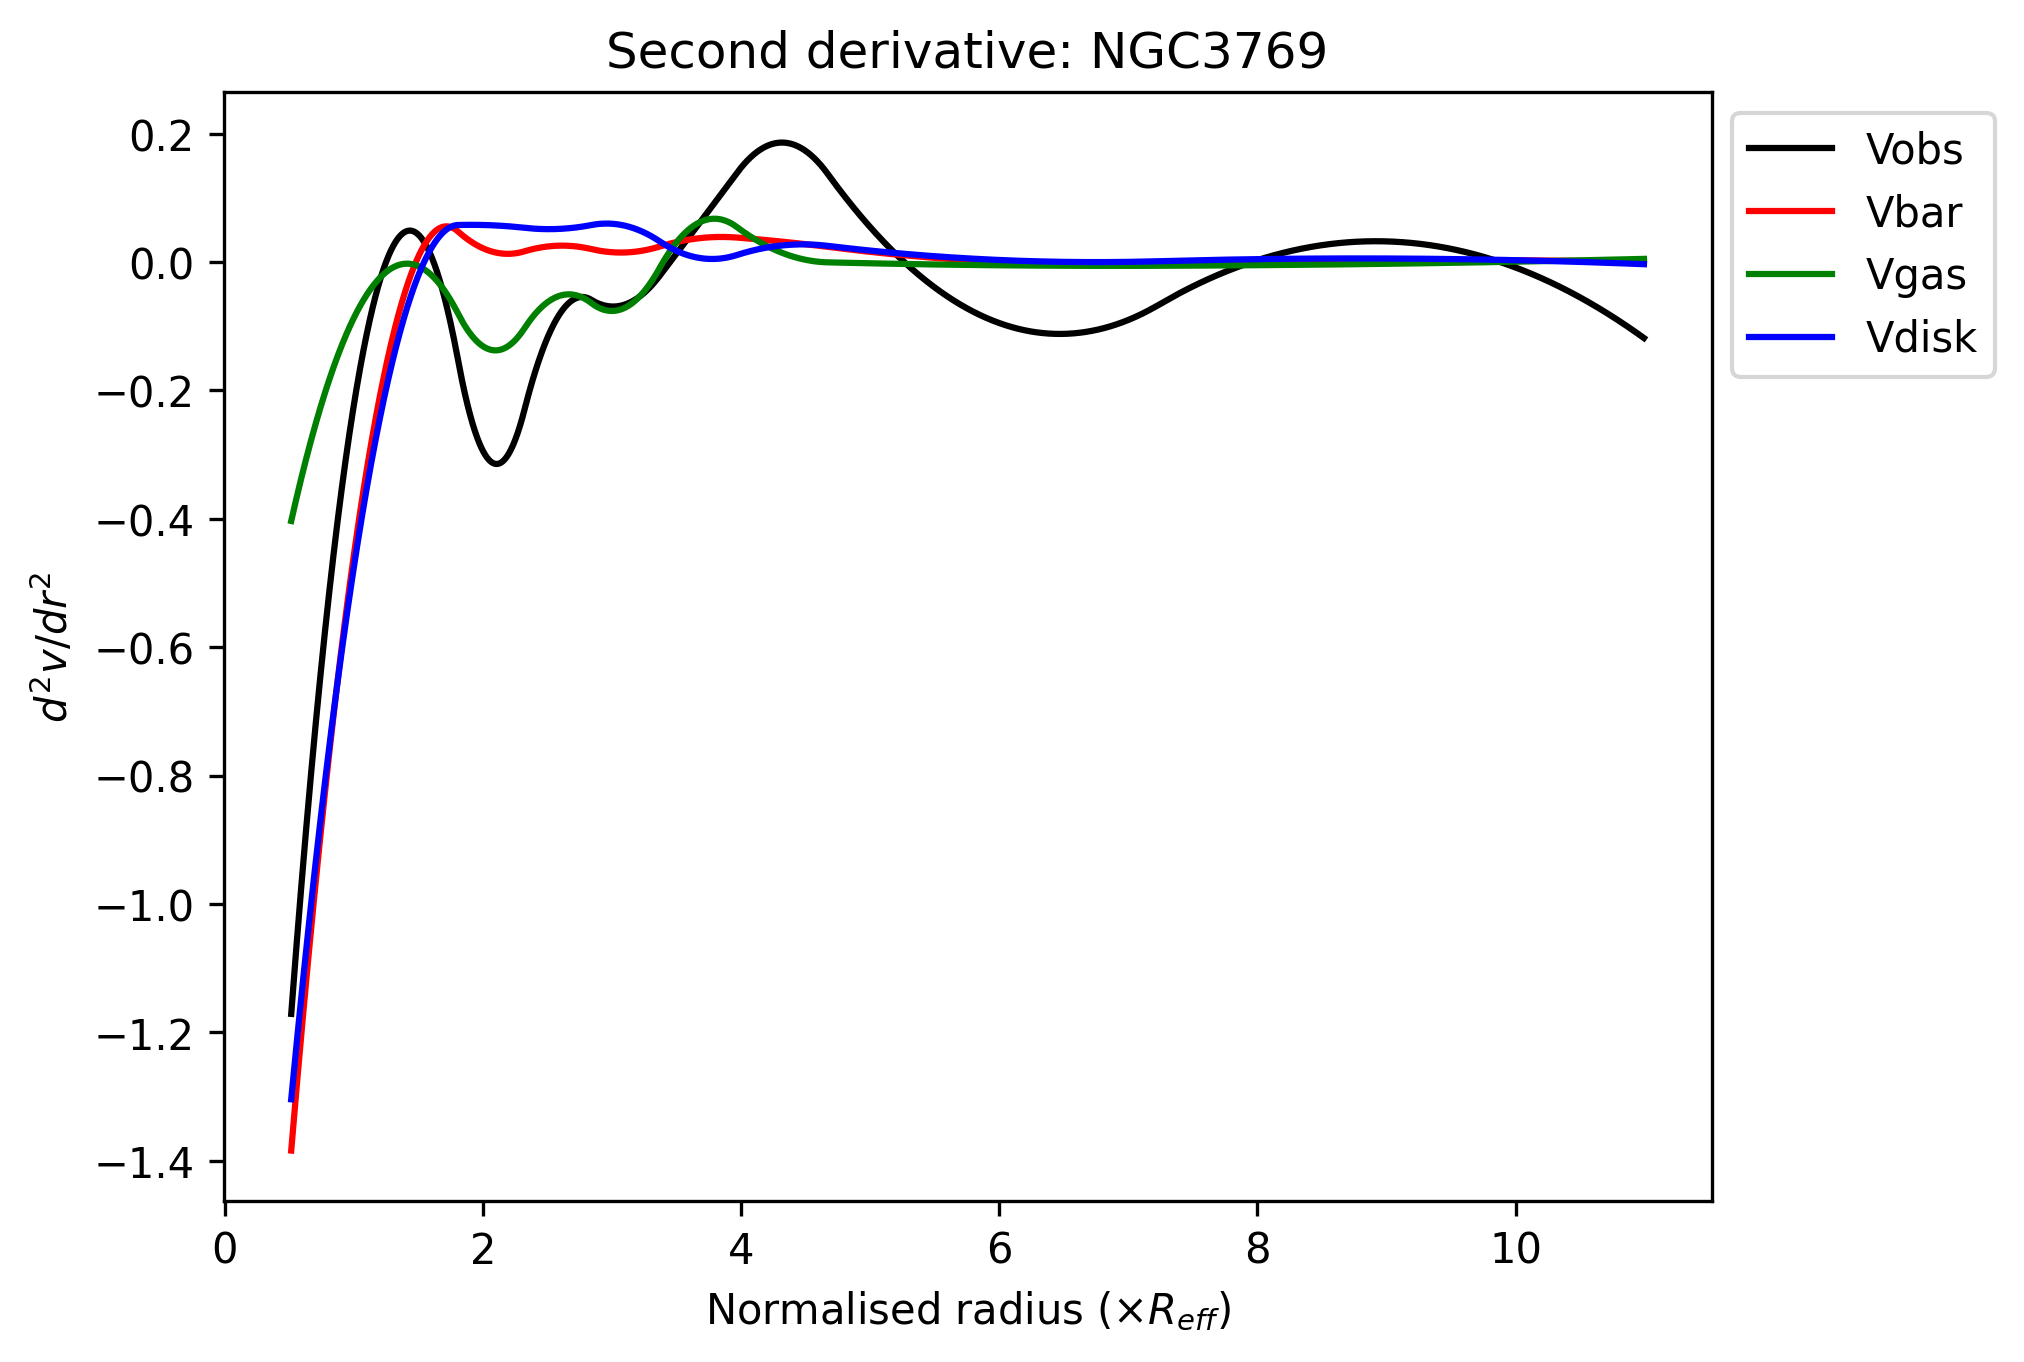 Second derivative: NGC3769
0.2
0.0
−0.2
−0.4
−0.6
−0.8
−1.0
−1.2
−1.4
d²v/dr²
0 2 4 6 8 10
Normalised radius (×R_eff)
Vobs
Vbar
Vgas
Vdisk